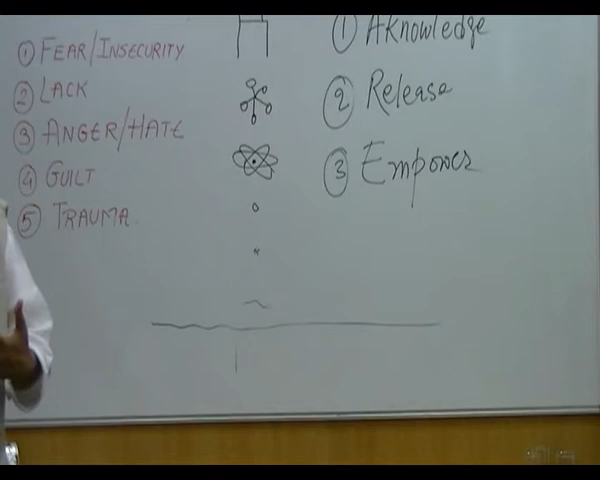 ① FEAR/INSECURITY
② LACK
③ ANGER/HATE
④ GUILT
⑤ TRAUMA
① Aknowledge
② Release
③ Empower